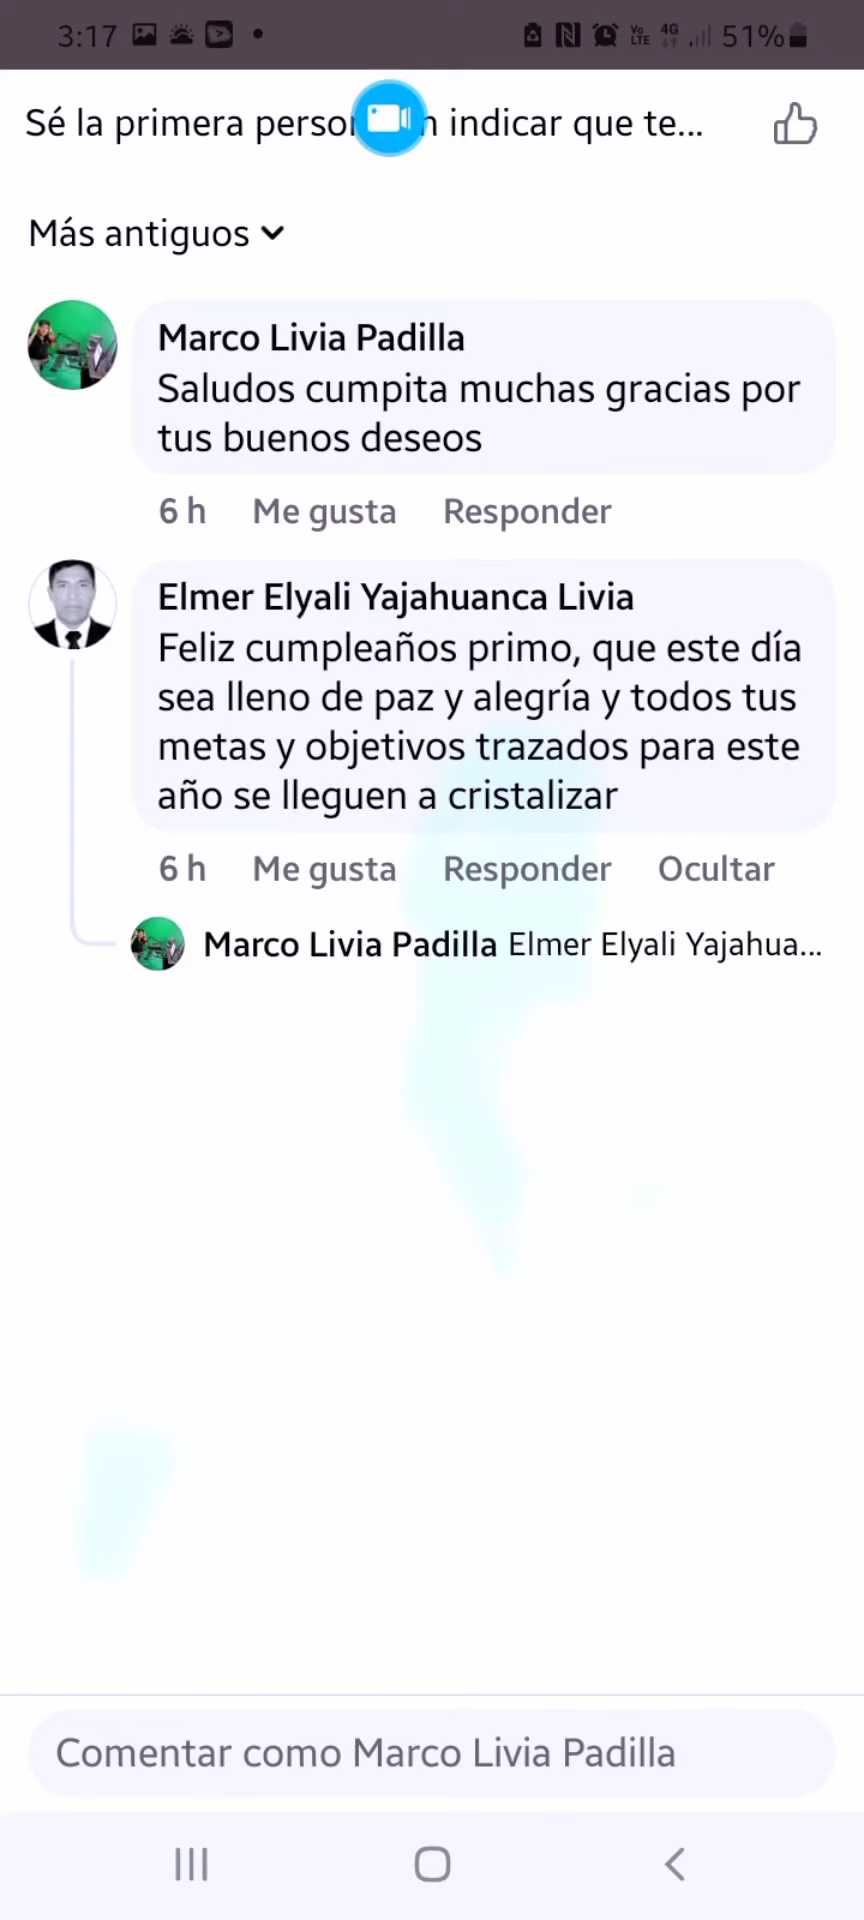 3:17 Vo LTE 4G 51%
Sé la primera indicar que te...
Más antiguos
Marco Livia Padilla
Saludos cumpita muchas gracias por
tus buenos deseos
6 h Me gusta Responder
Elmer Elyali Yajahuanca Livia
Feliz cumpleaños primo, que este día
sea lleno de paz y alegría y todos tus
metas y objetivos trazados para este
año se lleguen a cristalizar
6 h Me gusta Responder Ocultar
Marco Livia Padilla Elmer Elyali Yajahua...
Comentar como Marco Livia Padilla